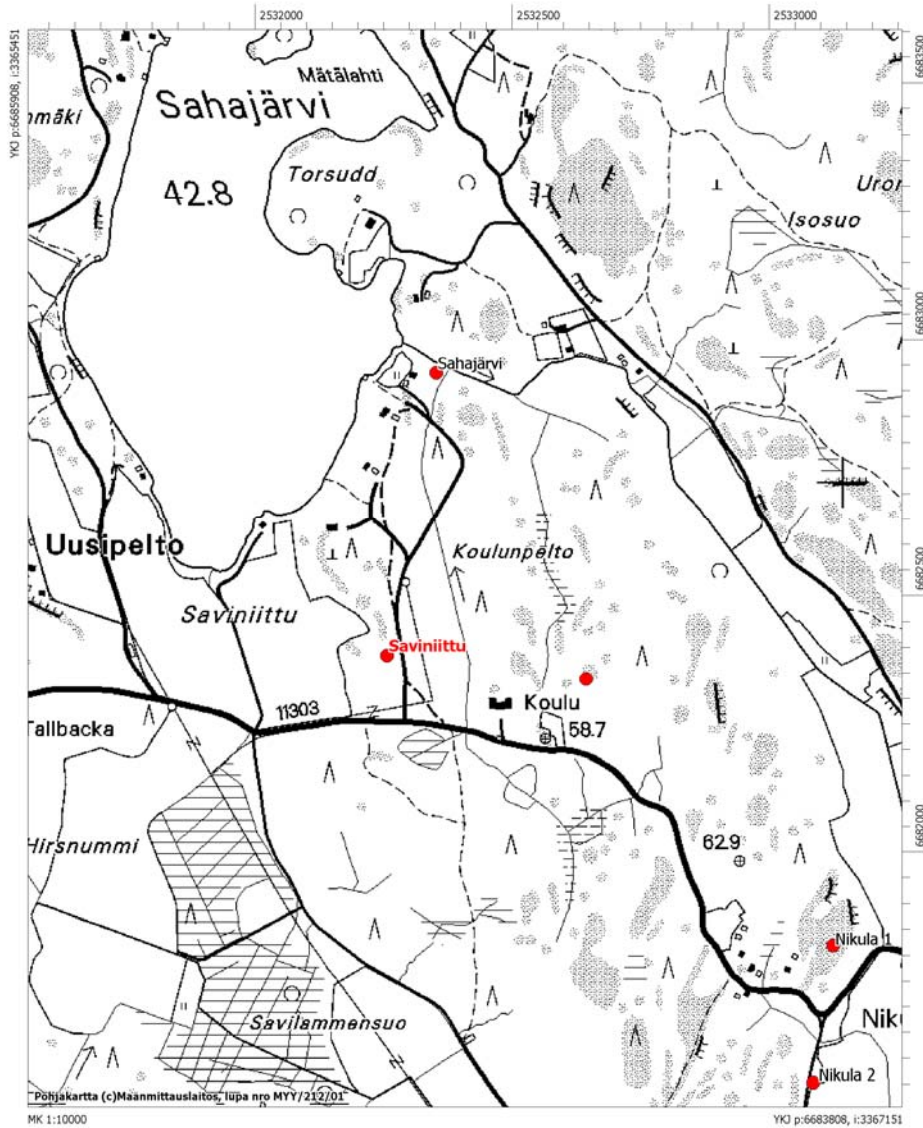 2532000
2532500
2533000
YKJ p:6685908, i:3365451
6683500
Mätälahti
Sahajärvi
nmäki
Torsudd
42.8
Uror
Isosuo
6683000
Sahajärvi
Uusipelto
Koulunpelto
6682500
Saviniittu
Saviniittu
11303
Koulu
58.7
Tallbacka
Hirsnummi
62.9
6682000
Nikula 1
Savilammensuo
Nik
Nikula 2
Pohjakartta (c)Maanmittauslaitos, lupa nro MYY/212/01
MK 1:10000
YKJ p:6683808, i:3367151